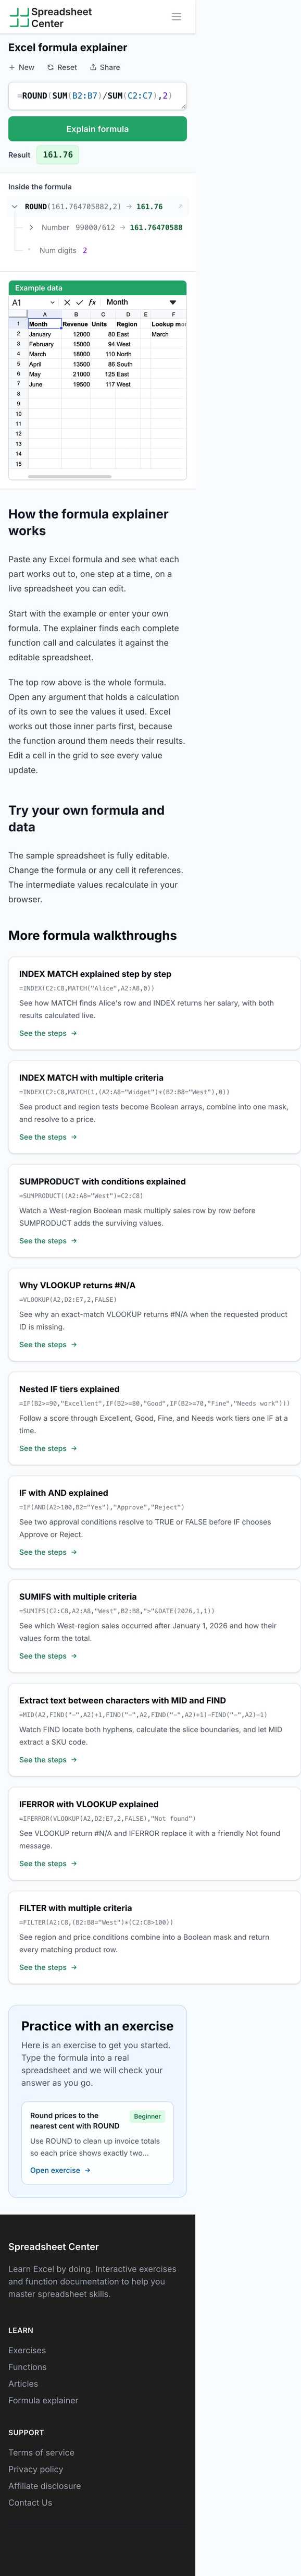 Spreadsheet
Center
Excel formula explainer
New
Reset
Share
=ROUND(SUM(B2:B7)/SUM(C2:C7),2)
Explain formula
Result 161.76
Inside the formula
ROUND(161.764705882,2) → 161.76
Number 99000/612 → 161.76470588
Num digits 2
Example data
A1 fx Month
A B C D E F
1 Month Revenue Units Region Lookup mo
2 January 12000 80 East March
3 February 15000 94 West
4 March 18000 110 North
5 April 13500 86 South
6 May 21000 125 East
7 June 19500 117 West
8
9
10
11
12
13
14
15
How the formula explainer
works
Paste any Excel formula and see what each
part works out to, one step at a time, on a
live spreadsheet you can edit.
Start with the example or enter your own
formula. The explainer finds each complete
function call and calculates it against the
editable spreadsheet.
The top row above is the whole formula.
Open any argument that holds a calculation
of its own to see the values it used. Excel
works out those inner parts first, because
the function around them needs their results.
Edit a cell in the grid to see every value
update.
Try your own formula and
data
The sample spreadsheet is fully editable.
Change the formula or any cell it references.
The intermediate values recalculate in your
browser.
More formula walkthroughs
INDEX MATCH explained step by step
=INDEX(C2:C8,MATCH("Alice",A2:A8,0))
See how MATCH finds Alice's row and INDEX returns her salary, with both
results calculated live.
See the steps →
INDEX MATCH with multiple criteria
=INDEX(C2:C8,MATCH(1,(A2:A8="Widget")*(B2:B8="West"),0))
See product and region tests become Boolean arrays, combine into one mask,
and resolve to a price.
See the steps →
SUMPRODUCT with conditions explained
=SUMPRODUCT((A2:A8="West")*C2:C8)
Watch a West-region Boolean mask multiply sales row by row before
SUMPRODUCT adds the surviving values.
See the steps →
Why VLOOKUP returns #N/A
=VLOOKUP(A2,D2:E7,2,FALSE)
See why an exact-match VLOOKUP returns #N/A when the requested product
ID is missing.
See the steps →
Nested IF tiers explained
=IF(B2>=90,"Excellent",IF(B2>=80,"Good",IF(B2>=70,"Fine","Needs work")))
Follow a score through Excellent, Good, Fine, and Needs work tiers one IF at a
time.
See the steps →
IF with AND explained
=IF(AND(A2>100,B2="Yes"),"Approve","Reject")
See two approval conditions resolve to TRUE or FALSE before IF chooses
Approve or Reject.
See the steps →
SUMIFS with multiple criteria
=SUMIFS(C2:C8,A2:A8,"West",B2:B8,">"&DATE(2026,1,1))
See which West-region sales occurred after January 1, 2026 and how their
values form the total.
See the steps →
Extract text between characters with MID and FIND
=MID(A2,FIND("-",A2)+1,FIND("-",A2,FIND("-",A2)+1)-FIND("-",A2)-1)
Watch FIND locate both hyphens, calculate the slice boundaries, and let MID
extract a SKU code.
See the steps →
IFERROR with VLOOKUP explained
=IFERROR(VLOOKUP(A2,D2:E7,2,FALSE),"Not found")
See VLOOKUP return #N/A and IFERROR replace it with a friendly Not found
message.
See the steps →
FILTER with multiple criteria
=FILTER(A2:C8,(B2:B8="West")*(C2:C8>100))
See region and price conditions combine into a Boolean mask and return
every matching product row.
See the steps →
Practice with an exercise
Here is an exercise to get you started.
Type the formula into a real
spreadsheet and we will check your
answer as you go.
Round prices to the
nearest cent with ROUND
Beginner
Use ROUND to clean up invoice totals
so each price shows exactly two...
Open exercise →
Spreadsheet Center
Learn Excel by doing. Interactive exercises
and function documentation to help you
master spreadsheet skills.
LEARN
Exercises
Functions
Articles
Formula explainer
SUPPORT
Terms of service
Privacy policy
Affiliate disclosure
Contact Us